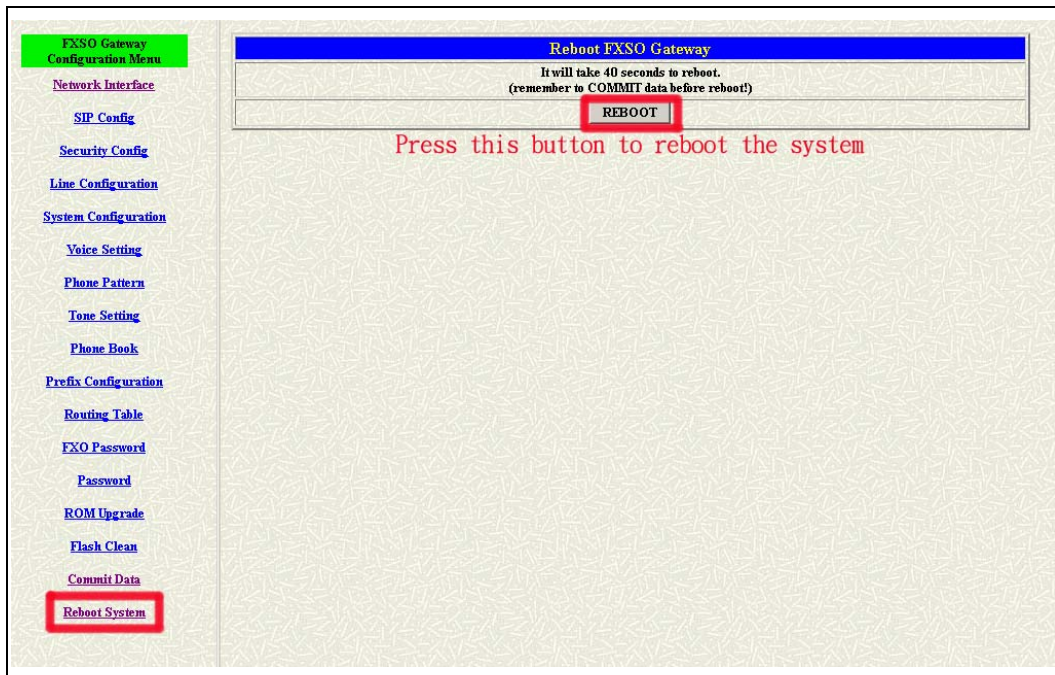 FXSO Gateway
Configuration Menu
Network Interface
SIP Config
Security Config
Line Configuration
System Configuration
Voice Setting
Phone Pattern
Tone Setting
Phone Book
Prefix Configuration
Routing Table
FXO Password
Password
ROM Upgrade
Flash Clean
Commit Data
Reboot System
Reboot FXSO Gateway
It will take 40 seconds to reboot.
(remember to COMMIT data before reboot!)
REBOOT
Press this button to reboot the system